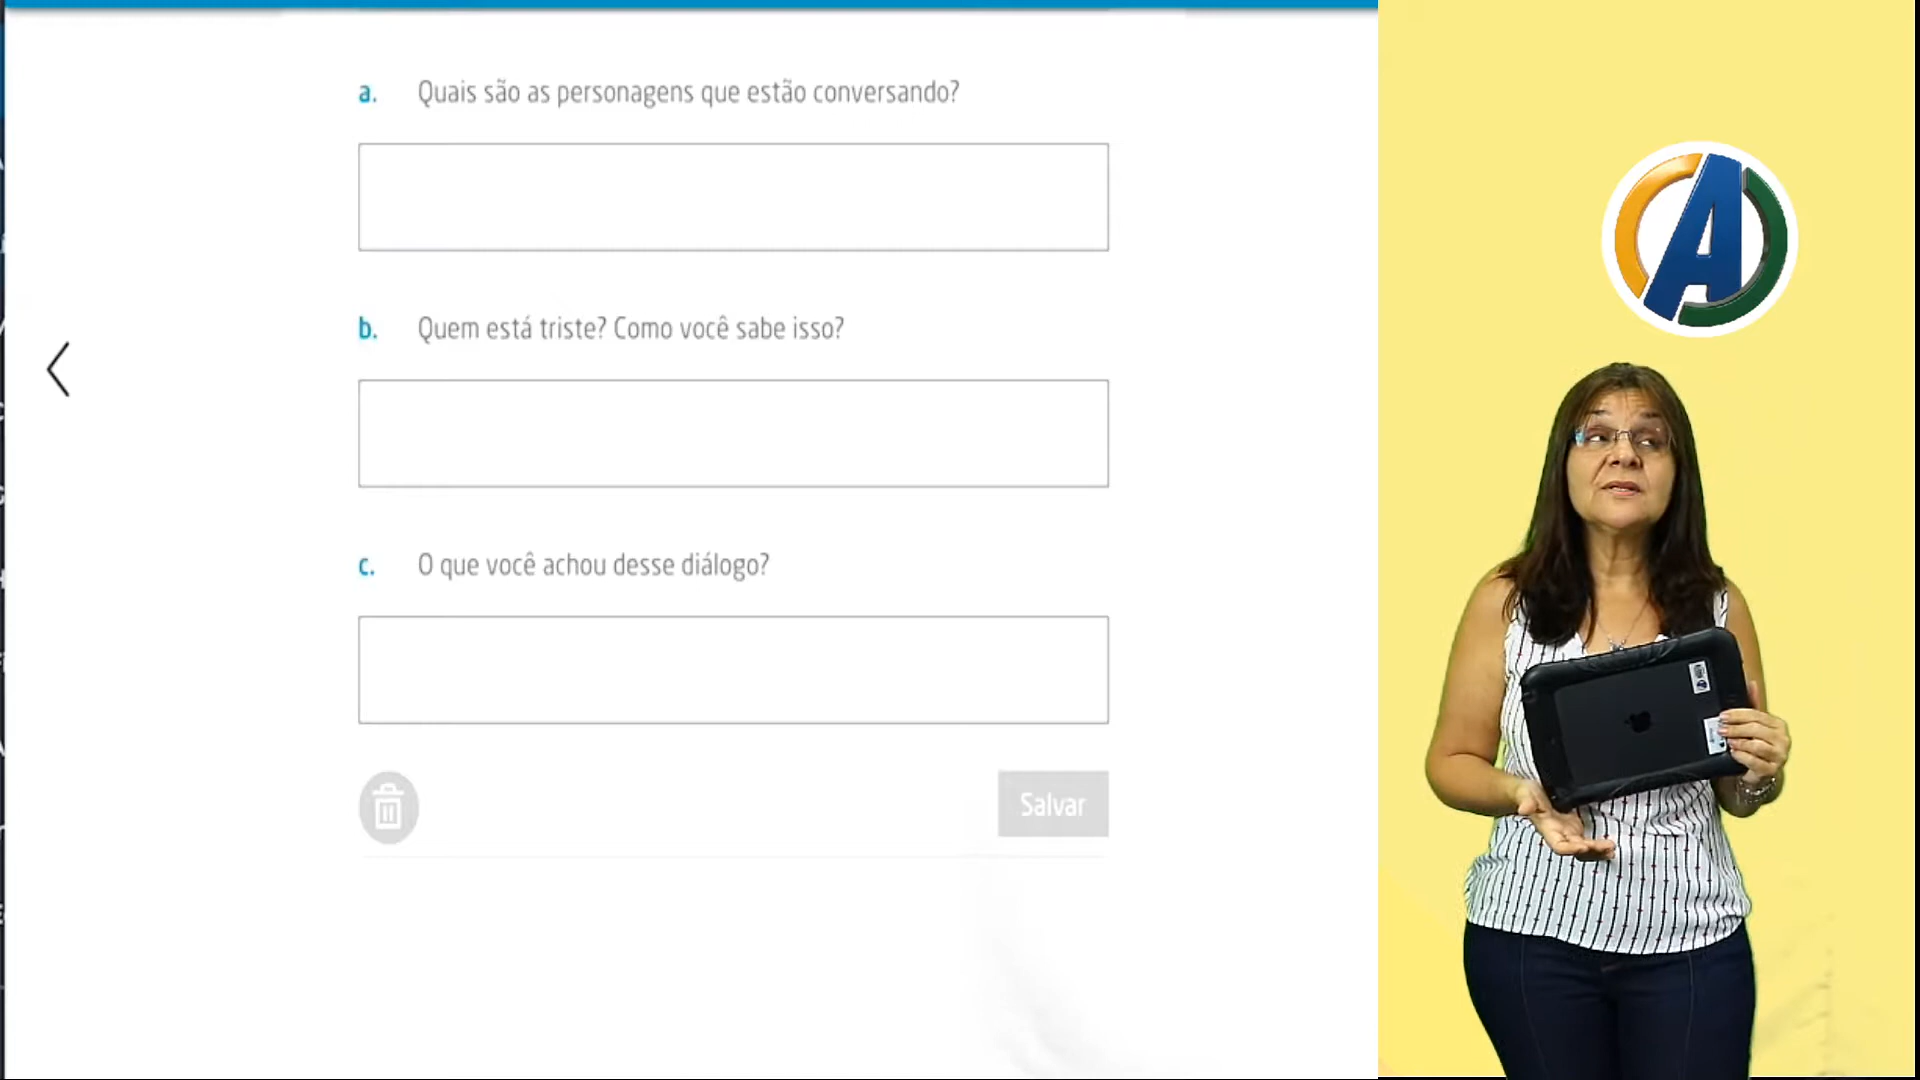 a. Quais são as personagens que estão conversando?
b. Quem está triste? Como você sabe isso?
c. O que você achou desse diálogo?
Salvar
A